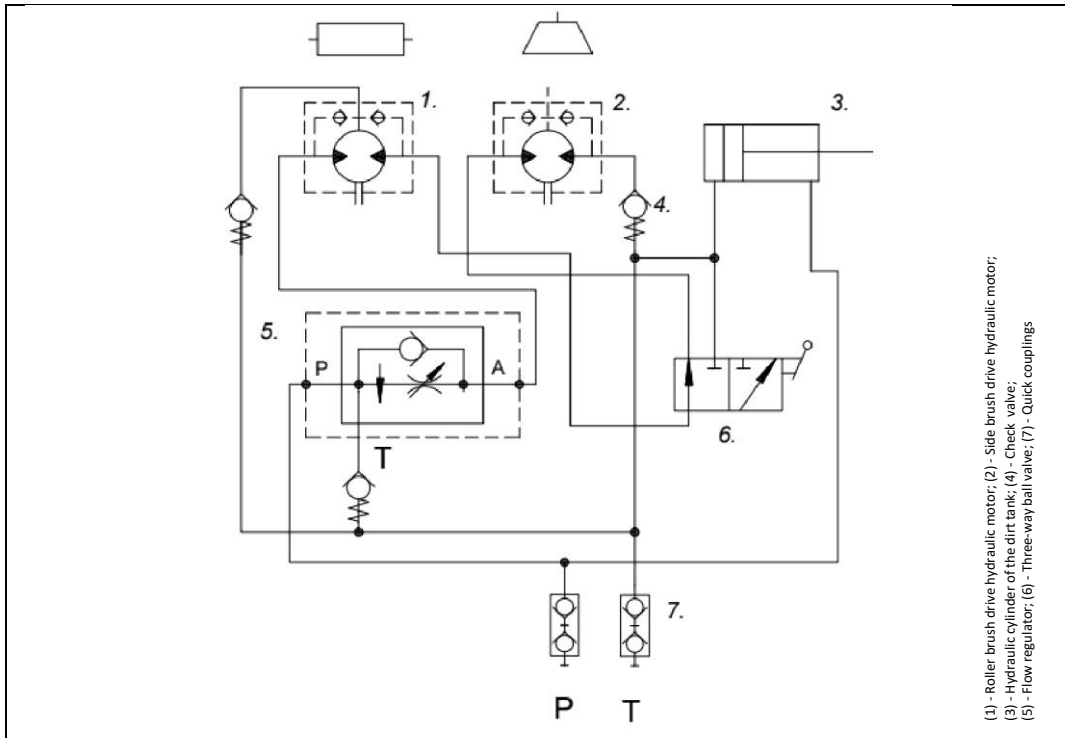 1.
2.
3.
4.
5.
P
A
T
6.
7.
P
T
(1) - Roller brush drive hydraulic motor; (2) - Side brush drive hydraulic motor;
(3) - Hydraulic cylinder of the dirt tank; (4) - Check valve;
(5) - Flow regulator; (6) - Three-way ball valve; (7) - Quick couplings